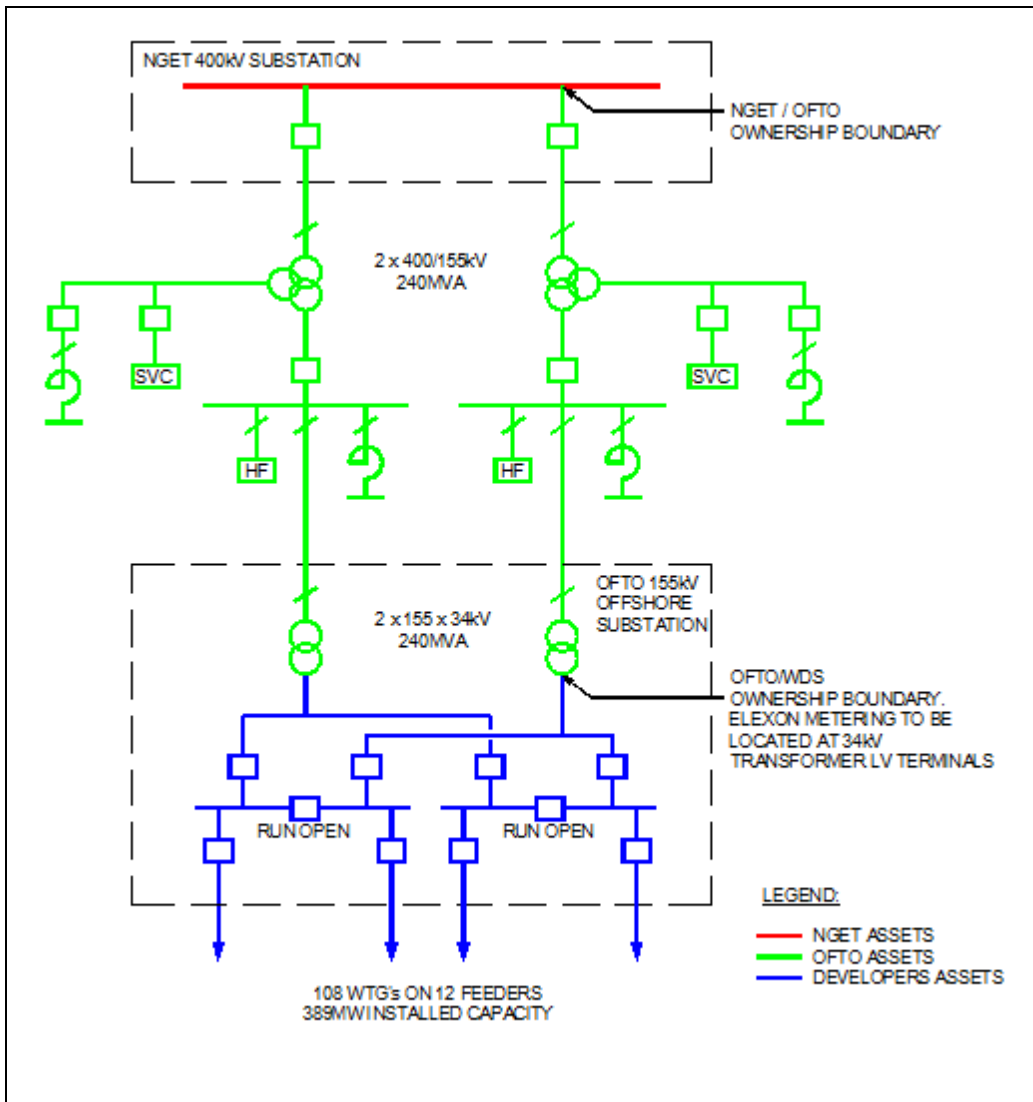 NGET 400kV SUBSTATION
NGET / OFTO
OWNERSHIP BOUNDARY
2 x 400/155kV
240MVA
SVC
SVC
HF
HF
OFTO 155kV
OFFSHORE
SUBSTATION
2 x 155 x 34kV
240MVA
OFTO/WDS
OWNERSHIP BOUNDARY.
ELEXON METERING TO BE
LOCATED AT 34kV
TRANSFORMER LV TERMINALS
RUN OPEN
RUN OPEN
LEGEND:
NGET ASSETS
OFTO ASSETS
DEVELOPERS ASSETS
108 WTG's ON 12 FEEDERS
389MW INSTALLED CAPACITY